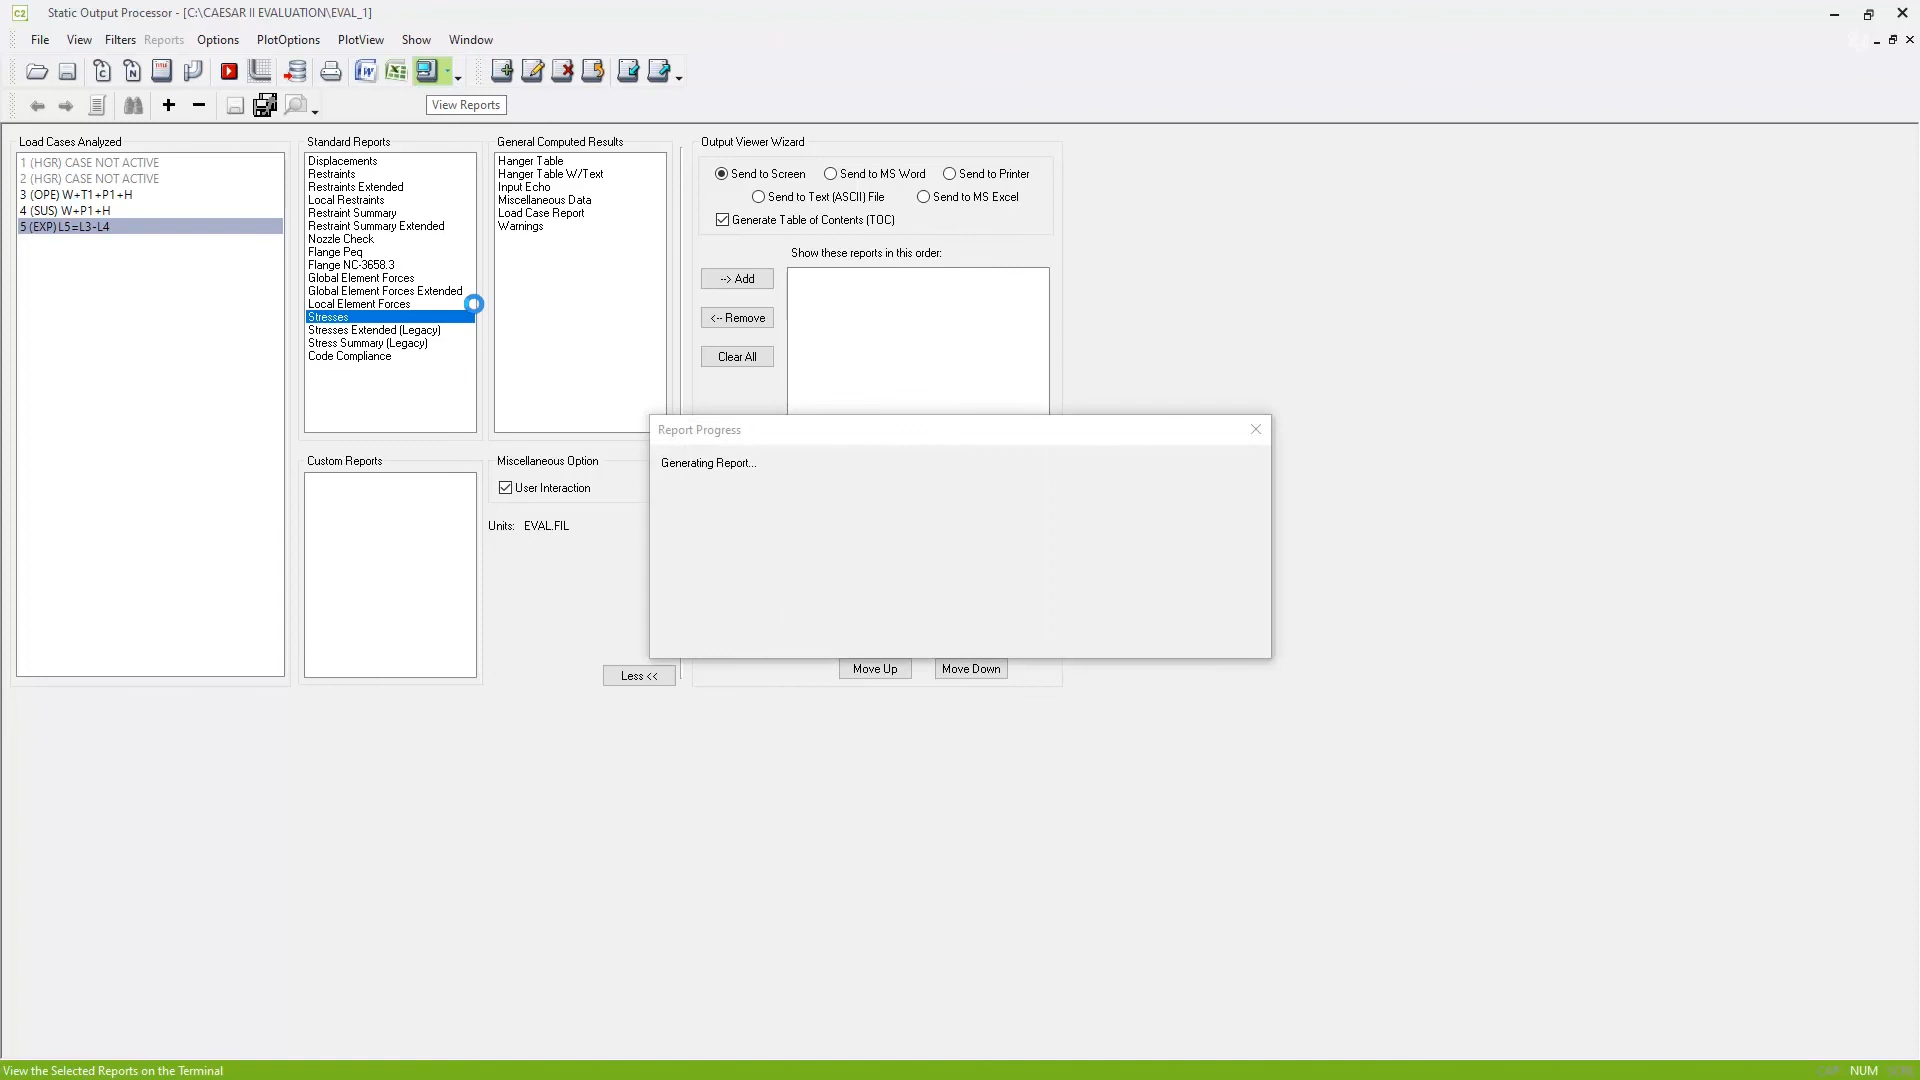 C2 Static Output Processor - [C:\CAESAR II EVALUATION\EVAL_1]
File View Filters Reports Options PlotOptions PlotView Show Window
View Reports
Load Cases Analyzed
1 (HGR) CASE NOT ACTIVE
2 (HGR) CASE NOT ACTIVE
3 (OPE) W+T1+P1+H
4 (SUS) W+P1+H
5 (EXP) L5=L3-L4
Standard Reports
Displacements
Restraints
Restraints Extended
Local Restraints
Restraint Summary
Restraint Summary Extended
Nozzle Check
Flange Peq
Flange NC-3658.3
Global Element Forces
Global Element Forces Extended
Local Element Forces
Stresses
Stresses Extended (Legacy)
Stress Summary (Legacy)
Code Compliance
General Computed Results
Hanger Table
Hanger Table W/Text
Input Echo
Miscellaneous Data
Load Case Report
Warnings
Output Viewer Wizard
Send to Screen Send to MS Word Send to Printer
Send to Text (ASCII) File Send to MS Excel
Generate Table of Contents (TOC)
Show these reports in this order:
--> Add
<-- Remove
Clear All
Report Progress
Generating Report...
Custom Reports
Miscellaneous Option
User Interaction
Units: EVAL.FIL
Less <<
Move Up Move Down
View the Selected Reports on the Terminal
CAP NUM